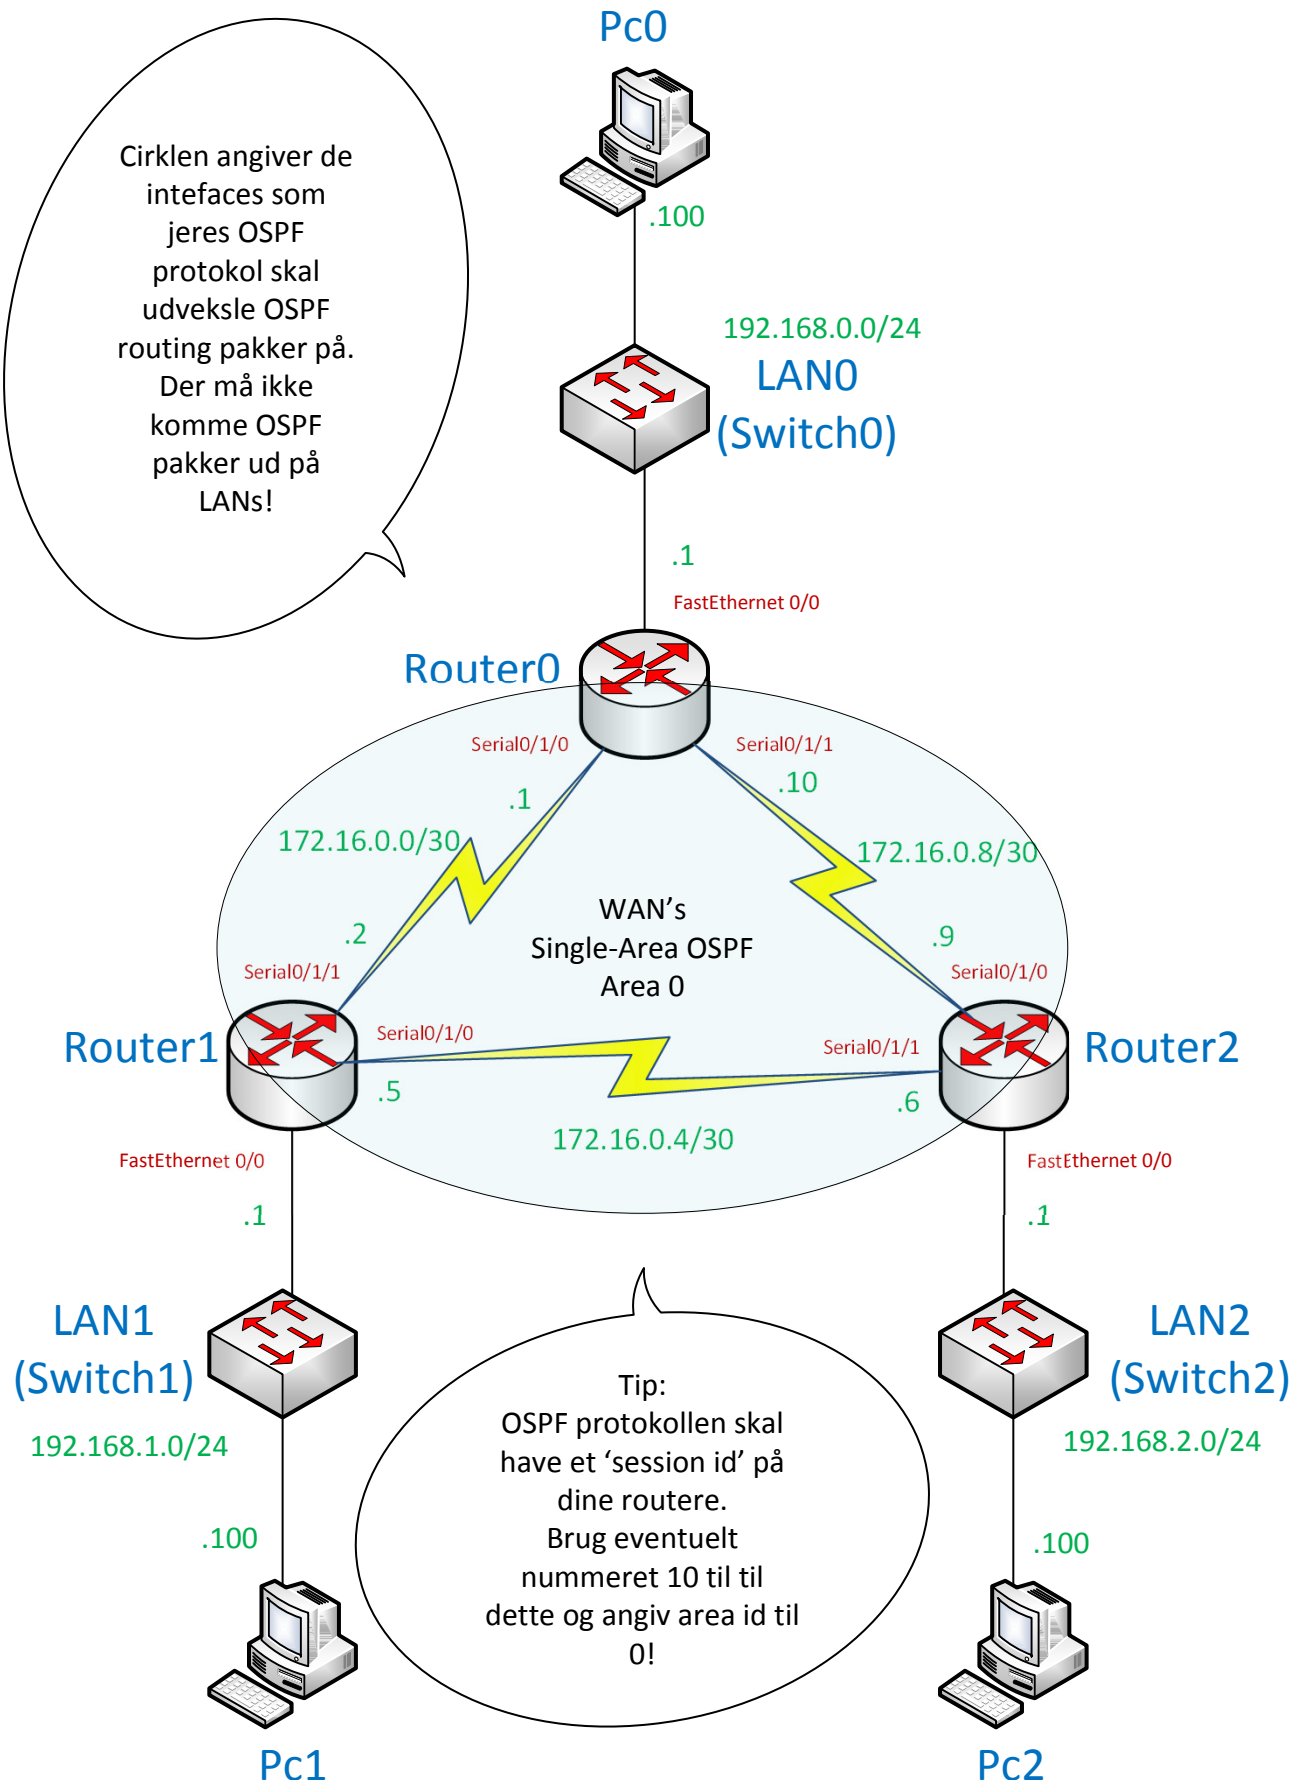 Pc0
Cirklen angiver de
intefaces som
jeres OSPF
protokol skal
udveksle OSPF
routing pakker på.
Der må ikke
komme OSPF
pakker ud på
LANs!
.100
192.168.0.0/24
LAN0
(Switch0)
.1
FastEthernet 0/0
Router0
Serial0/1/0
Serial0/1/1
.1
.10
172.16.0.0/30
172.16.0.8/30
WAN's
Single-Area OSPF
Area 0
.2
.9
Serial0/1/1
Serial0/1/0
Router1
Serial0/1/0
Serial0/1/1
Router2
.5
.6
172.16.0.4/30
FastEthernet 0/0
FastEthernet 0/0
.1
.1
LAN1
(Switch1)
LAN2
(Switch2)
192.168.1.0/24
192.168.2.0/24
Tip:
OSPF protokollen skal
have et ‘session id’ på
dine routere.
Brug eventuelt
nummeret 10 til til
dette og angiv area id til
0!
.100
.100
Pc1
Pc2